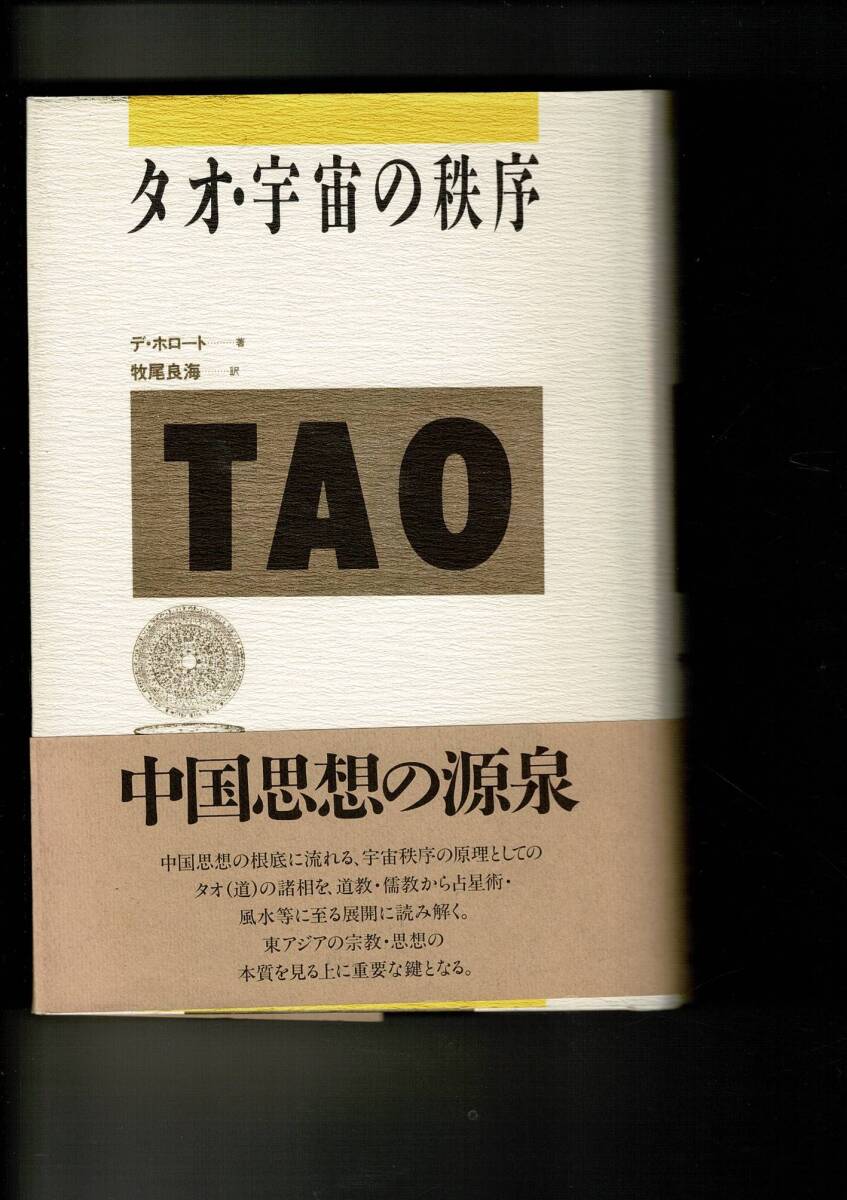 タオ・宇宙の秩序
デ・ホロート………著
牧尾良海………訳
TAO
中国思想の源泉
中国思想の根底に流れる、宇宙秩序の原理としての
タオ(道)の諸相を、道教・儒教から占星術・
風水等に至る展開に読み解く。
東アジアの宗教・思想の
本質を見る上に重要な鍵となる。